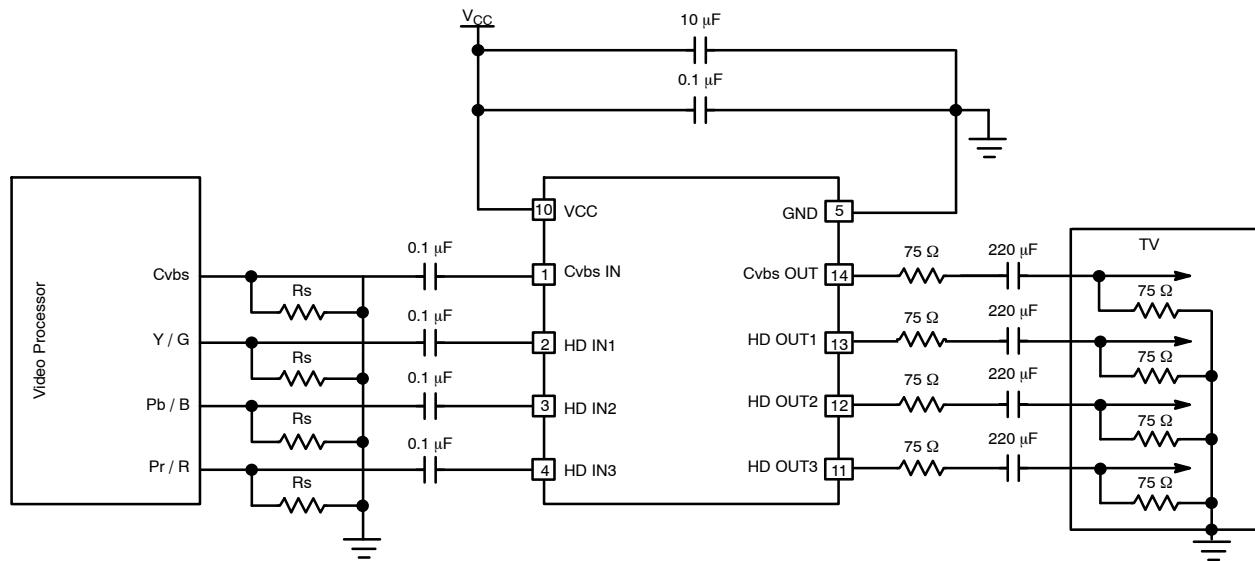 VCC
10 μF
0.1 μF
Video Processor
Cvbs
Y / G
Pb / B
Pr / R
Rs
Rs
Rs
Rs
0.1 μF
0.1 μF
0.1 μF
0.1 μF
10 VCC
1 Cvbs IN
2 HD IN1
3 HD IN2
4 HD IN3
GND 5
Cvbs OUT 14
HD OUT1 13
HD OUT2 12
HD OUT3 11
75 Ω 220 μF
75 Ω 220 μF
75 Ω 220 μF
75 Ω 220 μF
TV
75 Ω
75 Ω
75 Ω
75 Ω